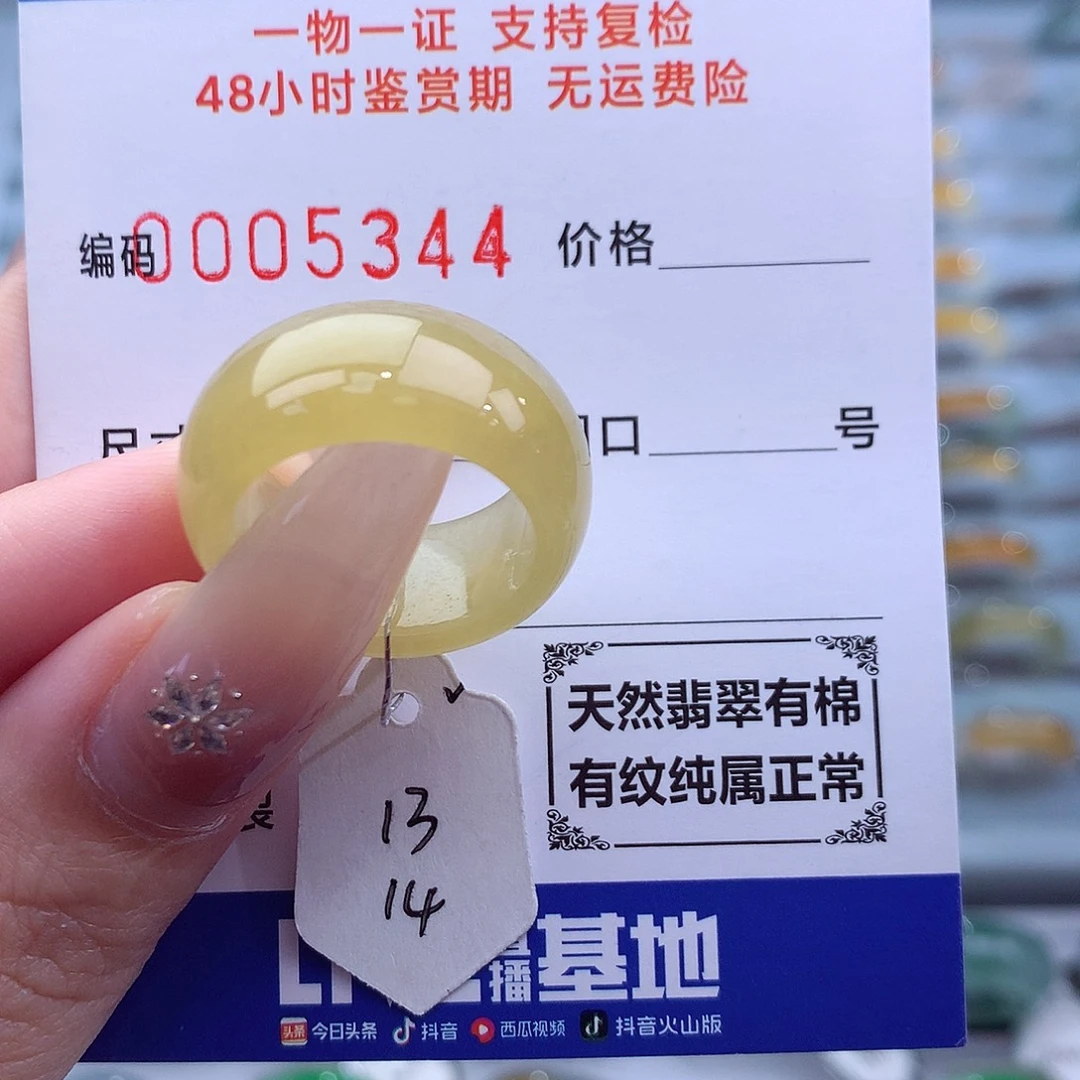 一物一证 支持复检
48小时鉴赏期 无运费险
编码0005344 价格
尺寸 口 号
天然翡翠有棉
有纹纯属正常
13
14
播基地
今日头条 抖音 西瓜视频 抖音火山版